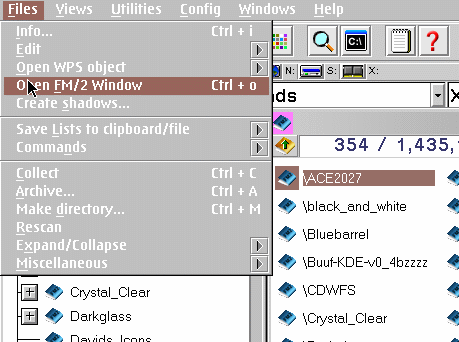 Files Views Utilities Config Windows Help
Info... Ctrl + i
Edit
Open WPS object
Open FM/2 Window Ctrl + o
Create shadows...
Save Lists to clipboard/file
Commands
Collect Ctrl + C
Archive... Ctrl + A
Make directory... Ctrl + M
Rescan
Expand/Collapse
Miscellaneous
Crystal_Clear
Darkglass
Davids_Icons
C:\
?
N: S: X:
ds
X
354 / 1,435,
\ACE2027
\black_and_white
\Bluebarrel
\Buuf-KDE-v0_4bzzzz
\CDWFS
\Crystal_Clear